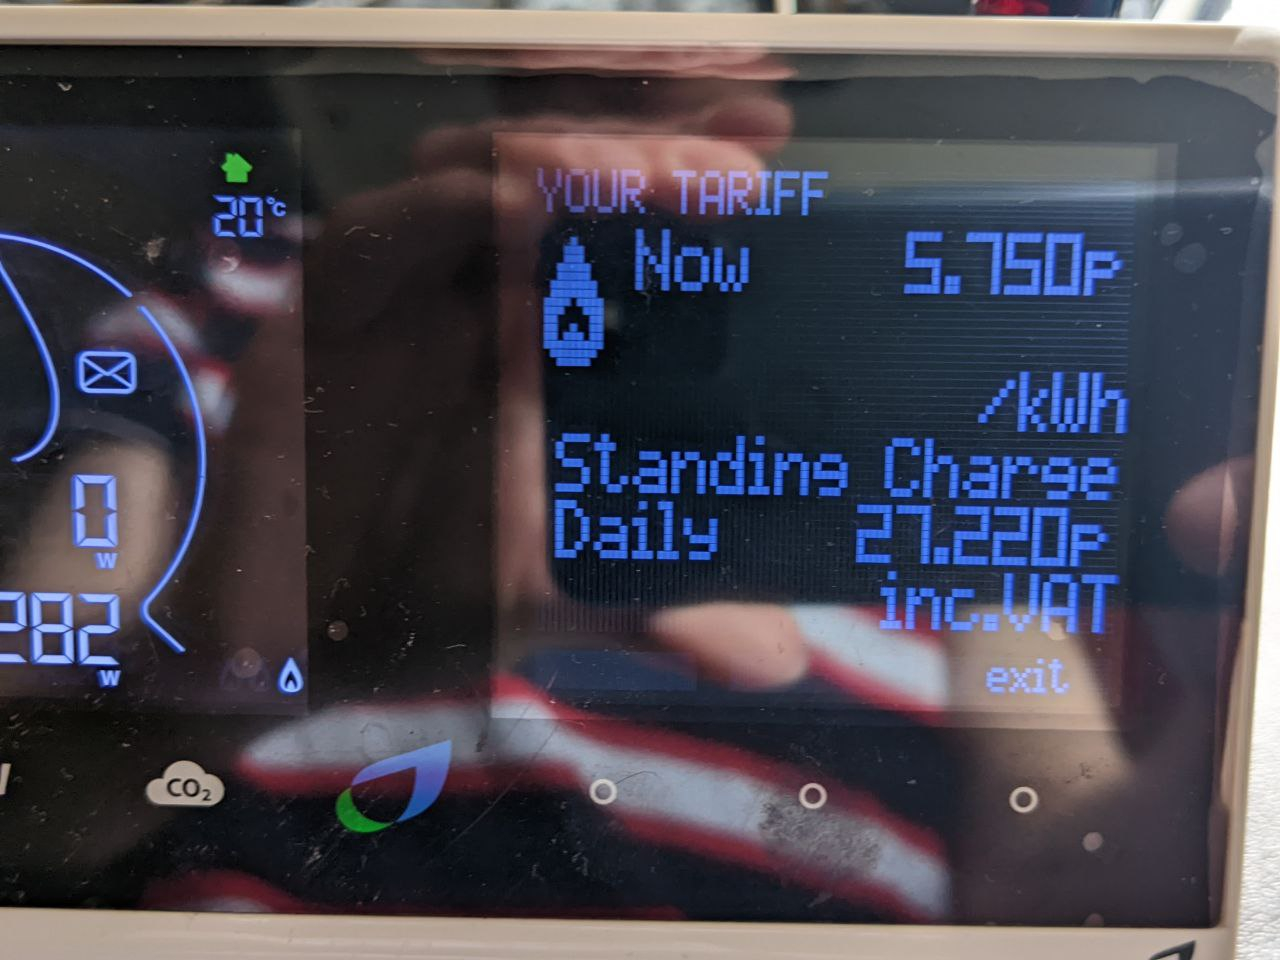 20°C
0
W
282
W
CO₂
YOUR TARIFF
Now 5.750p
/kWh
Standing Charge
Daily 27.220p
inc.VAT
exit